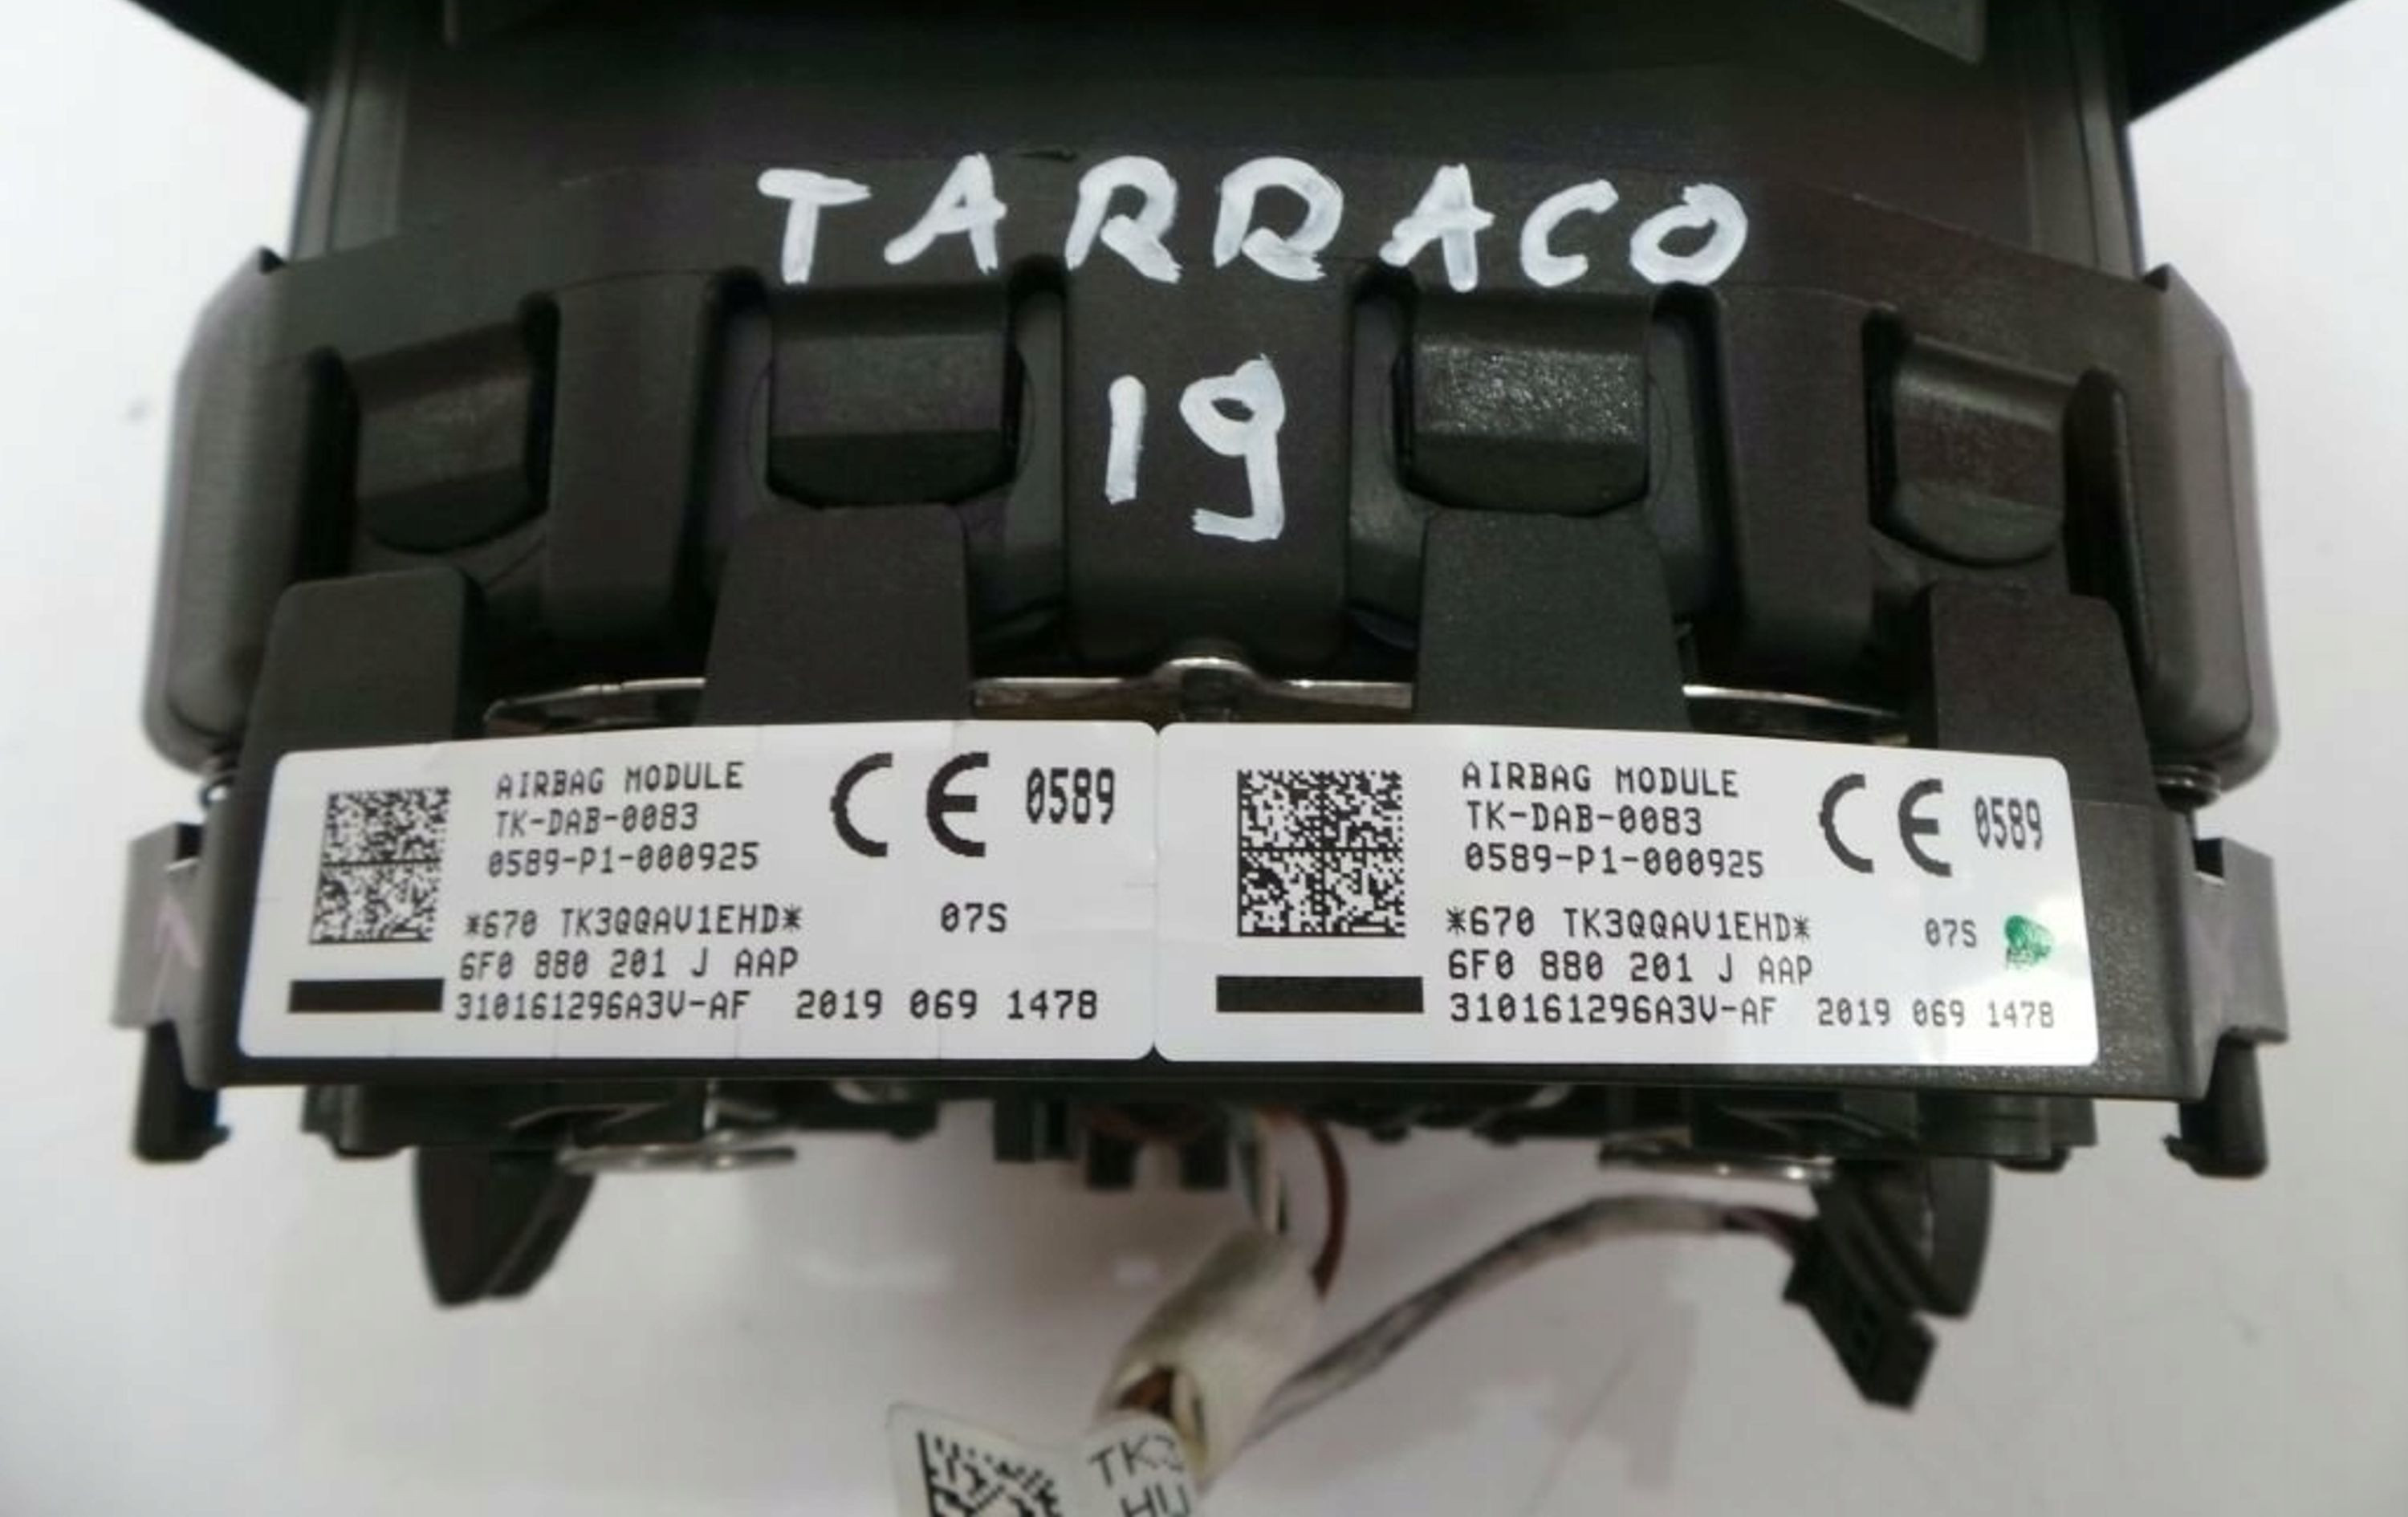 TARRACO
19
AIRBAG MODULE
TK-DAB-0083
0589-P1-000925
CE 0589
*670 TK3QQAV1EHD*
07S
6F0 880 201 J AAP
310161296A3V-AF 2019 069 1478
AIRBAG MODULE
TK-DAB-0083
0589-P1-000925
CE 0589
*670 TK3QQAV1EHD*
07S
6F0 880 201 J AAP
310161296A3V-AF 2019 069 1478
TK3